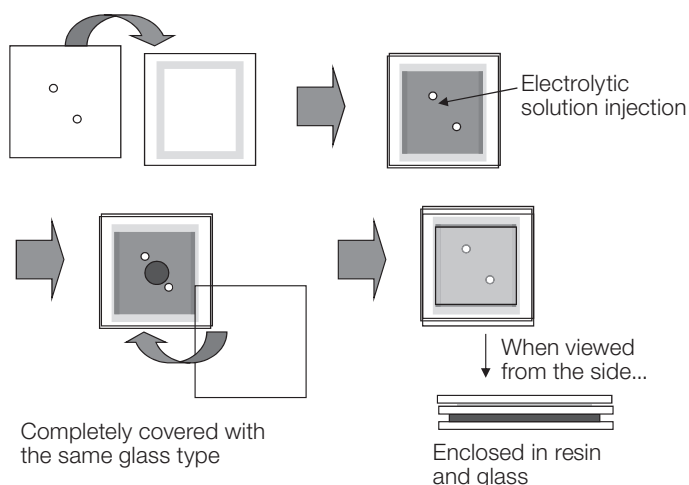 Electrolytic
solution injection
When viewed
from the side...
Completely covered with
the same glass type
Enclosed in resin
and glass